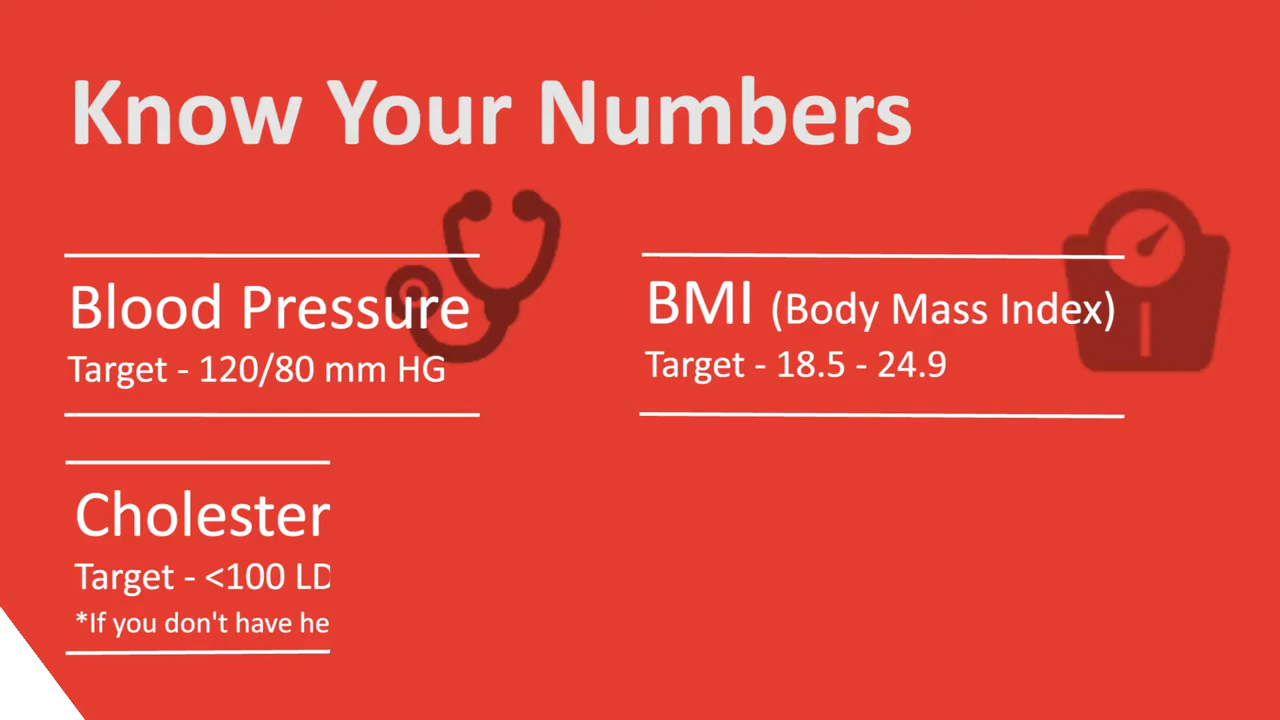 Know Your Numbers
Blood Pressure
Target - 120/80 mm HG
BMI (Body Mass Index)
Target - 18.5 - 24.9
Cholester
Target - <100 LD
*If you don't have he